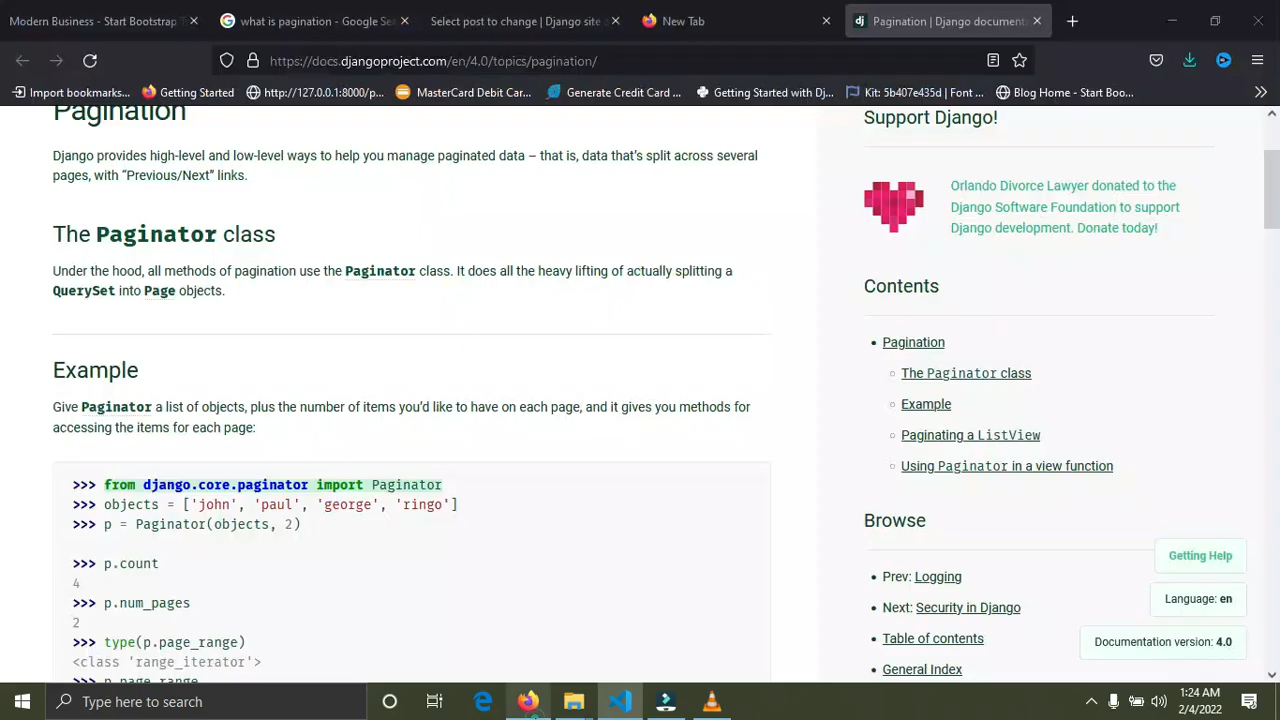 Modern Business - Start Bootstrap
what is pagination - Google Se
Select post to change | Django site a
New Tab
Pagination | Django documenta
https://docs.djangoproject.com/en/4.0/topics/pagination/
Import bookmarks...
Getting Started
http://127.0.0.1:8000/p...
MasterCard Debit Car...
Generate Credit Card ...
Getting Started with Dj...
Kit: 5b407e435d | Font ...
Blog Home - Start Boo...
Pagination
Django provides high-level and low-level ways to help you manage paginated data – that is, data that's split across several
pages, with “Previous/Next” links.
The Paginator class
Under the hood, all methods of pagination use the Paginator class. It does all the heavy lifting of actually splitting a
QuerySet into Page objects.
Example
Give Paginator a list of objects, plus the number of items you'd like to have on each page, and it gives you methods for
accessing the items for each page:
>>> from django.core.paginator import Paginator
>>> objects = ['john', 'paul', 'george', 'ringo']
>>> p = Paginator(objects, 2)
>>> p.count
4
>>> p.num_pages
2
>>> type(p.page_range)
<class 'range_iterator'>
>>> p.page_range
Support Django!
Orlando Divorce Lawyer donated to the
Django Software Foundation to support
Django development. Donate today!
Contents
Pagination
The Paginator class
Example
Paginating a ListView
Using Paginator in a view function
Browse
Prev: Logging
Next: Security in Django
Table of contents
General Index
Getting Help
Language: en
Documentation version: 4.0
Type here to search
1:24 AM
2/4/2022